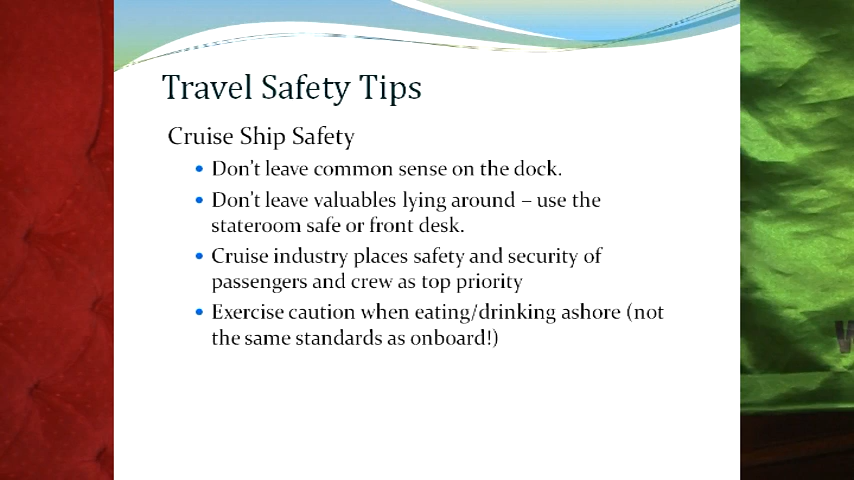 Travel Safety Tips
Cruise Ship Safety
• Don't leave common sense on the dock.
• Don't leave valuables lying around – use the
stateroom safe or front desk.
• Cruise industry places safety and security of
passengers and crew as top priority
• Exercise caution when eating/drinking ashore (not
the same standards as onboard!)